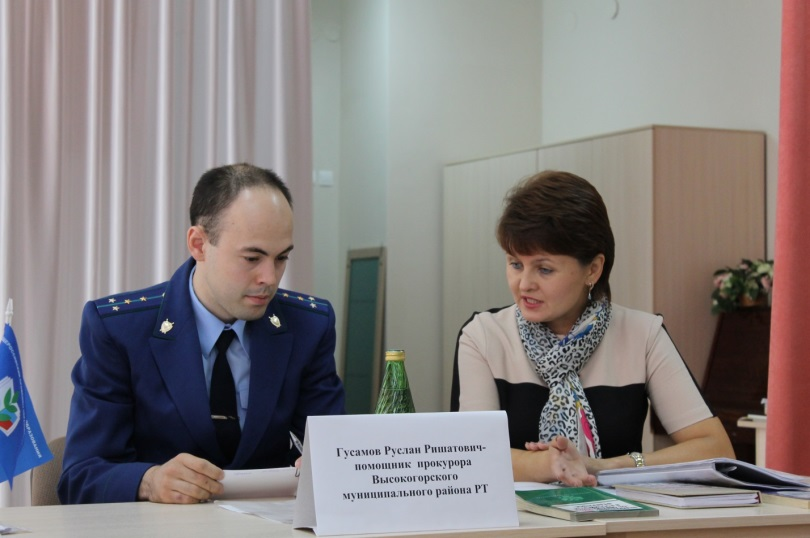 Гусамов Руслан Ришатович-
помощник прокурора
Высокогорского
муниципального района РТ